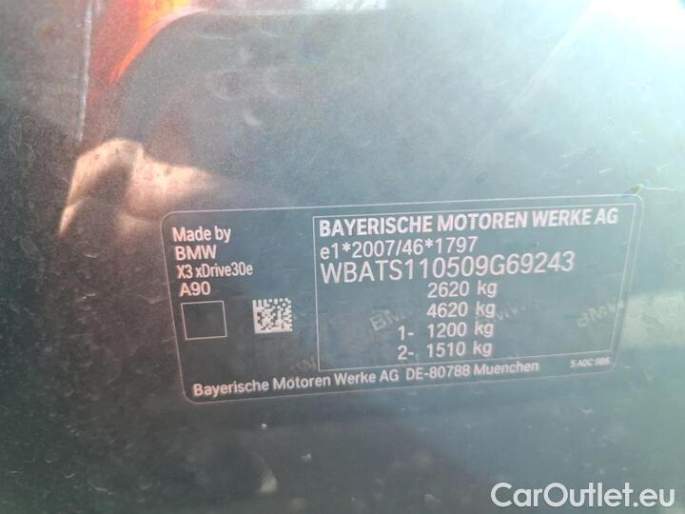 Made by
BMW
X3 xDrive30e
A90
BAYERISCHE MOTOREN WERKE AG
e1*2007/46*1797
WBATS110509G69243
2620 kg
4620 kg
1- 1200 kg
2- 1510 kg
Bayerische Motoren Werke AG DE-80788 Muenchen
CarOutlet.eu